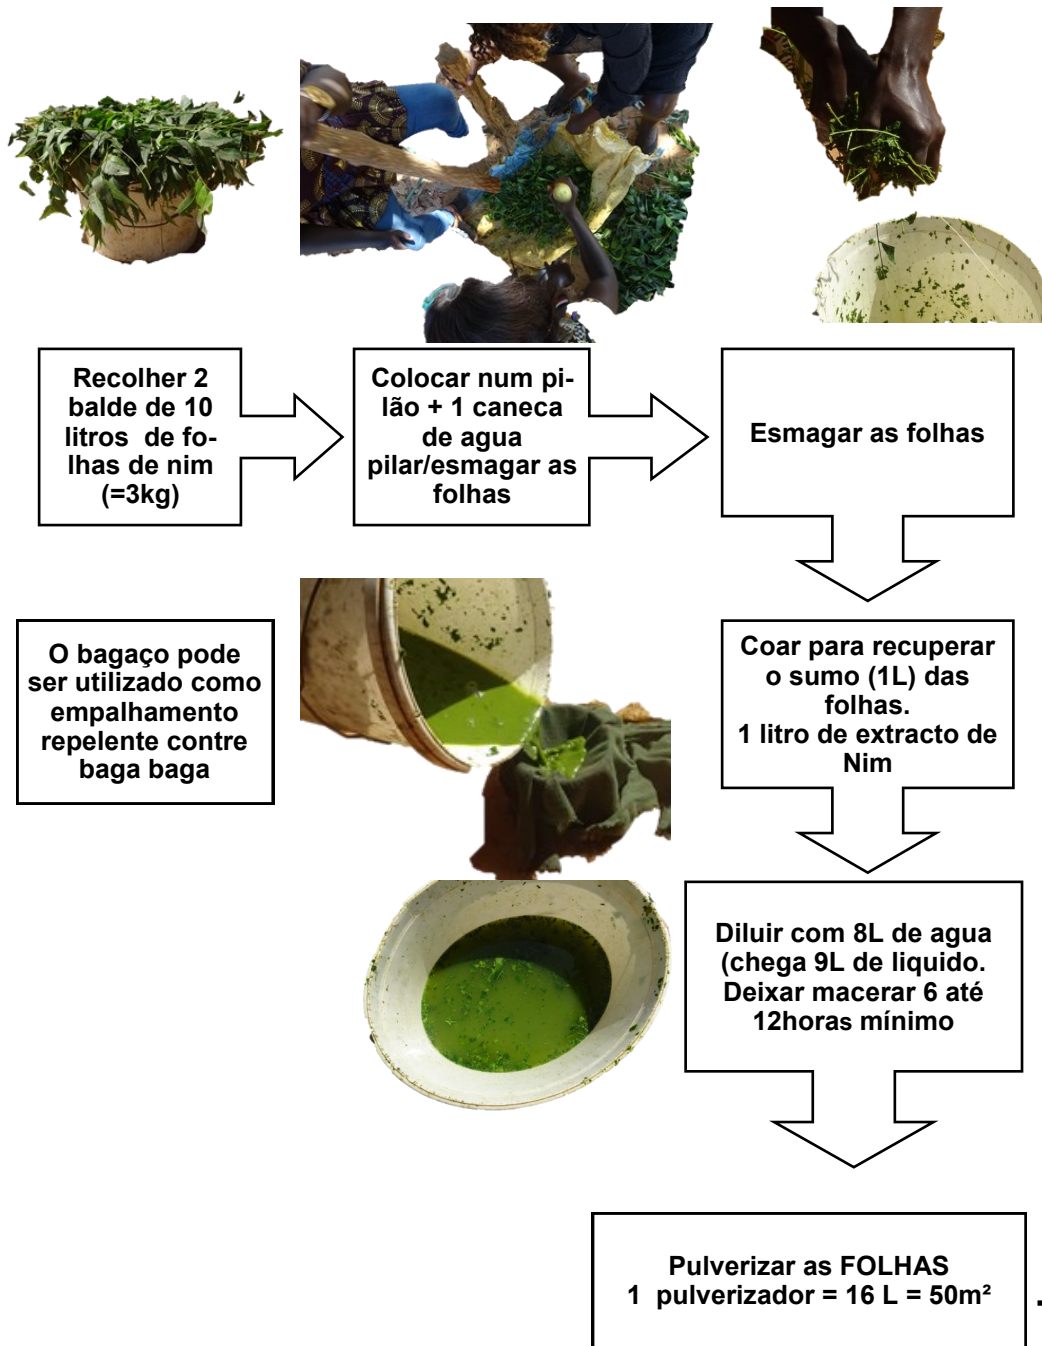 Recolher 2
balde de 10
litros de fo-
lhas de nim
(=3kg)
Colocar num pi-
lão + 1 caneca
de agua
pilar/esmagar as
folhas
Esmagar as folhas
O bagaço pode
ser utilizado como
empalhamento
repelente contre
baga baga
Coar para recuperar
o sumo (1L) das
folhas.
1 litro de extracto de
Nim
Diluir com 8L de agua
(chega 9L de liquido.
Deixar macerar 6 até
12horas mínimo
Pulverizar as FOLHAS
1 pulverizador = 16 L = 50m²
.